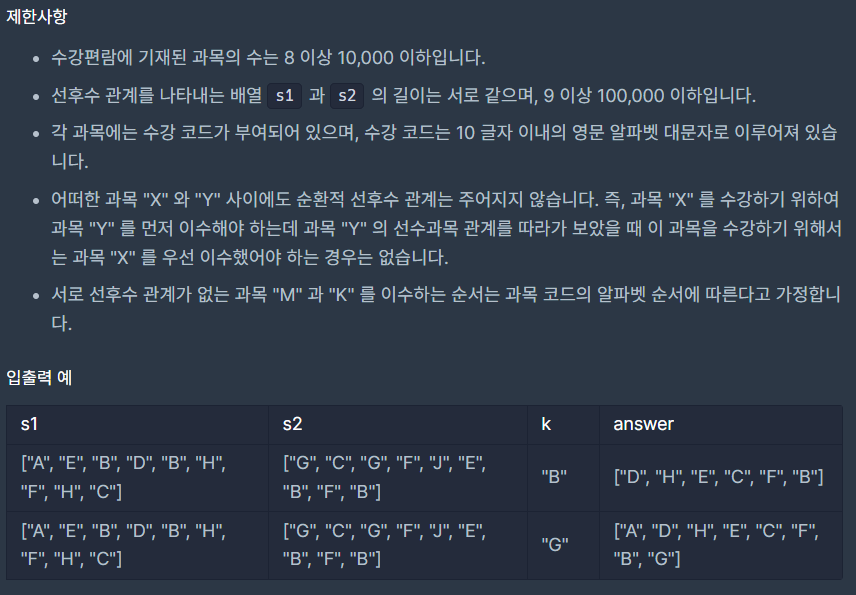 제한사항
• 수강편람에 기재된 과목의 수는 8 이상 10,000 이하입니다.
• 선후수 관계를 나타내는 배열 s1 과 s2 의 길이는 서로 같으며, 9 이상 100,000 이하입니다.
• 각 과목에는 수강 코드가 부여되어 있으며, 수강 코드는 10 글자 이내의 영문 알파벳 대문자로 이루어져 있습
니다.
• 어떠한 과목 "X" 와 "Y" 사이에도 순환적 선후수 관계는 주어지지 않습니다. 즉, 과목 "X" 를 수강하기 위하여
과목 "Y" 를 먼저 이수해야 하는데 과목 "Y" 의 선수과목 관계를 따라가 보았을 때 이 과목을 수강하기 위해서
는 과목 "X" 를 우선 이수했어야 하는 경우는 없습니다.
• 서로 선후수 관계가 없는 과목 "M" 과 "K" 를 이수하는 순서는 과목 코드의 알파벳 순서에 따른다고 가정합니
다.
입출력 예
s1 s2 k answer
["A", "E", "B", "D", "B", "H", ["G", "C", "G", "F", "J", "E", "B" ["D", "H", "E", "C", "F", "B"]
"F", "H", "C"] "B", "F", "B"]
["A", "E", "B", "D", "B", "H", ["G", "C", "G", "F", "J", "E", "G" ["A", "D", "H", "E", "C", "F",
"F", "H", "C"] "B", "F", "B"] "B", "G"]